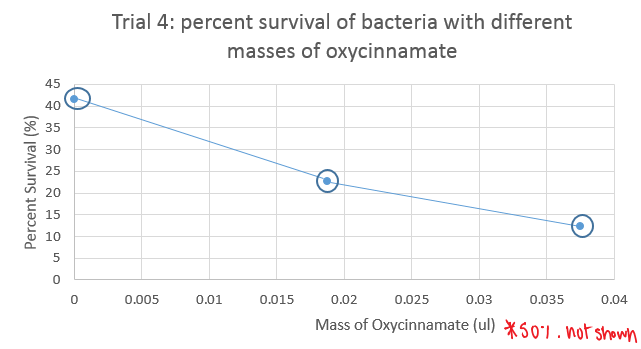 Trial 4: percent survival of bacteria with different
masses of oxycinnamate
Percent Survival (%)
45
40
35
30
25
20
15
10
5
0
0 0.005 0.01 0.015 0.02 0.025 0.03 0.035 0.04
Mass of Oxycinnamate (ul)
*50%. not shown